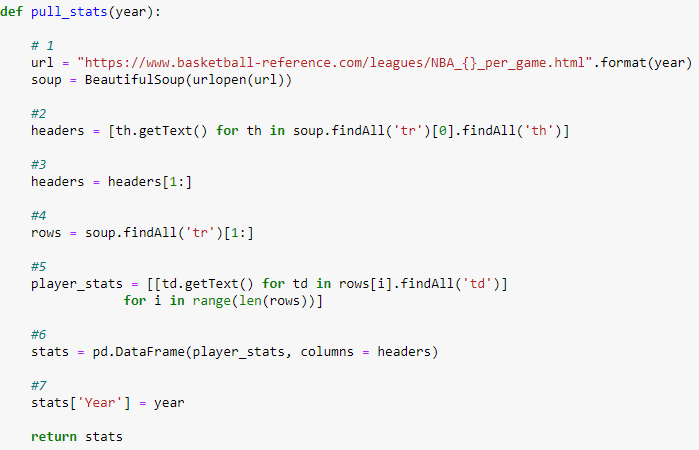 def pull_stats(year):
# 1
url = "https://www.basketball-reference.com/leagues/NBA_{}_per_game.html".format(year)
soup = BeautifulSoup(urlopen(url))
#2
headers = [th.getText() for th in soup.findAll('tr')[0].findAll('th')]
#3
headers = headers[1:]
#4
rows = soup.findAll('tr')[1:]
#5
player_stats = [[td.getText() for td in rows[i].findAll('td')]
for i in range(len(rows))]
#6
stats = pd.DataFrame(player_stats, columns = headers)
#7
stats['Year'] = year
return stats